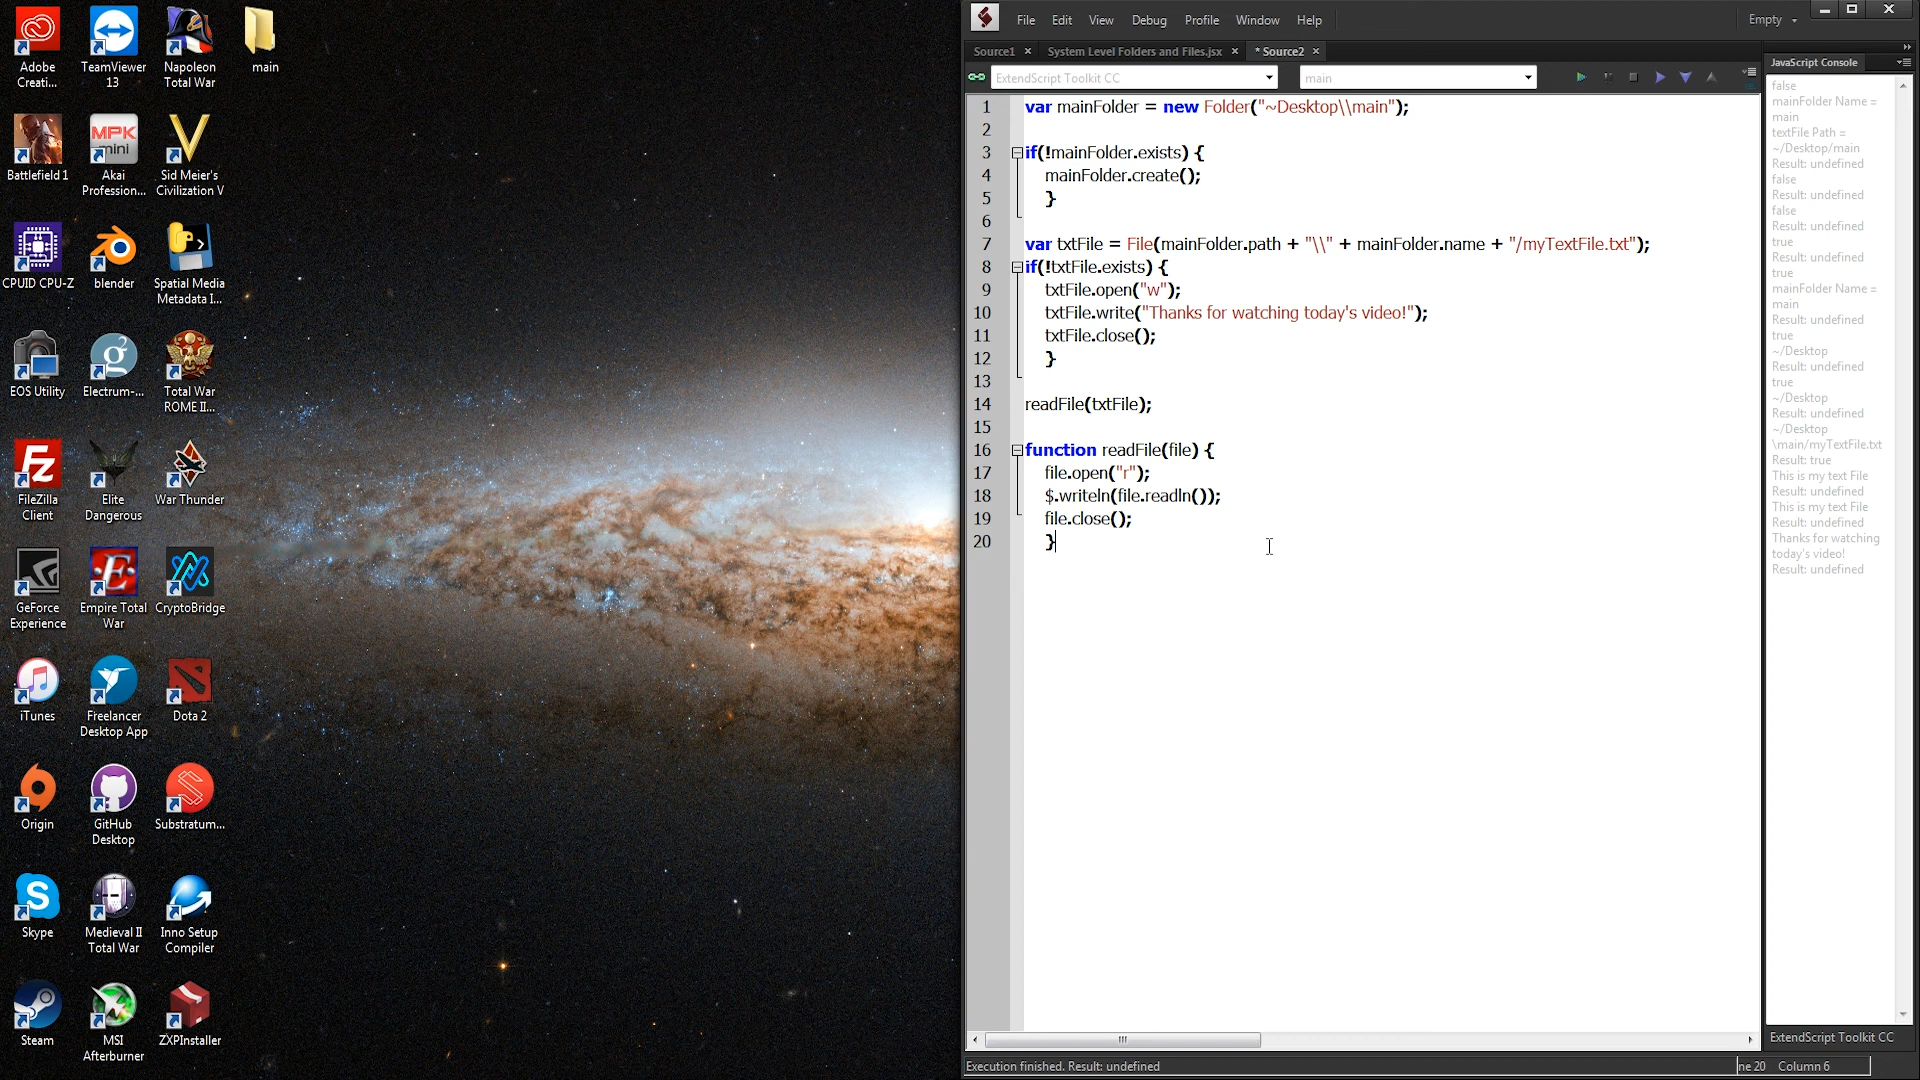 Adobe
Creati...
TeamViewer
13
Napoleon
Total War
main
Battlefield 1
MPK
mini
Akai
Profession...
Sid Meier's
Civilization V
CPUID CPU-Z
blender
Spatial Media
Metadata I...
EOS Utility
Electrum-...
Total War
ROME II...
FileZilla
Client
Elite
Dangerous
War Thunder
GeForce
Experience
Empire Total
War
CryptoBridge
iTunes
Freelancer
Desktop App
Dota 2
Origin
GitHub
Desktop
Substratum...
Skype
Medieval II
Total War
Inno Setup
Compiler
Steam
MSI
Afterburner
ZXPInstaller
File Edit View Debug Profile Window Help
Empty
Source1 × System Level Folders and Files.jsx × * Source2 ×
ExtendScript Toolkit CC
main
1 var mainFolder = new Folder("~Desktop\\main");
2
3 if(!mainFolder.exists) {
4 mainFolder.create();
5 }
6
7 var txtFile = File(mainFolder.path + "\\" + mainFolder.name + "/myTextFile.txt");
8 if(!txtFile.exists) {
9 txtFile.open("w");
10 txtFile.write("Thanks for watching today's video!");
11 txtFile.close();
12 }
13
14 readFile(txtFile);
15
16 function readFile(file) {
17 file.open("r");
18 $.writeln(file.readln());
19 file.close();
20 }
Execution finished. Result: undefined
ne 20 Column 6
JavaScript Console
false
mainFolder Name =
main
textFile Path =
~/Desktop/main
Result: undefined
false
Result: undefined
false
Result: undefined
true
Result: undefined
true
mainFolder Name =
main
Result: undefined
true
~/Desktop
Result: undefined
true
~/Desktop
Result: undefined
~/Desktop
\main/myTextFile.txt
Result: true
This is my text File
Result: undefined
This is my text File
Result: undefined
Thanks for watching
today's video!
Result: undefined
ExtendScript Toolkit CC